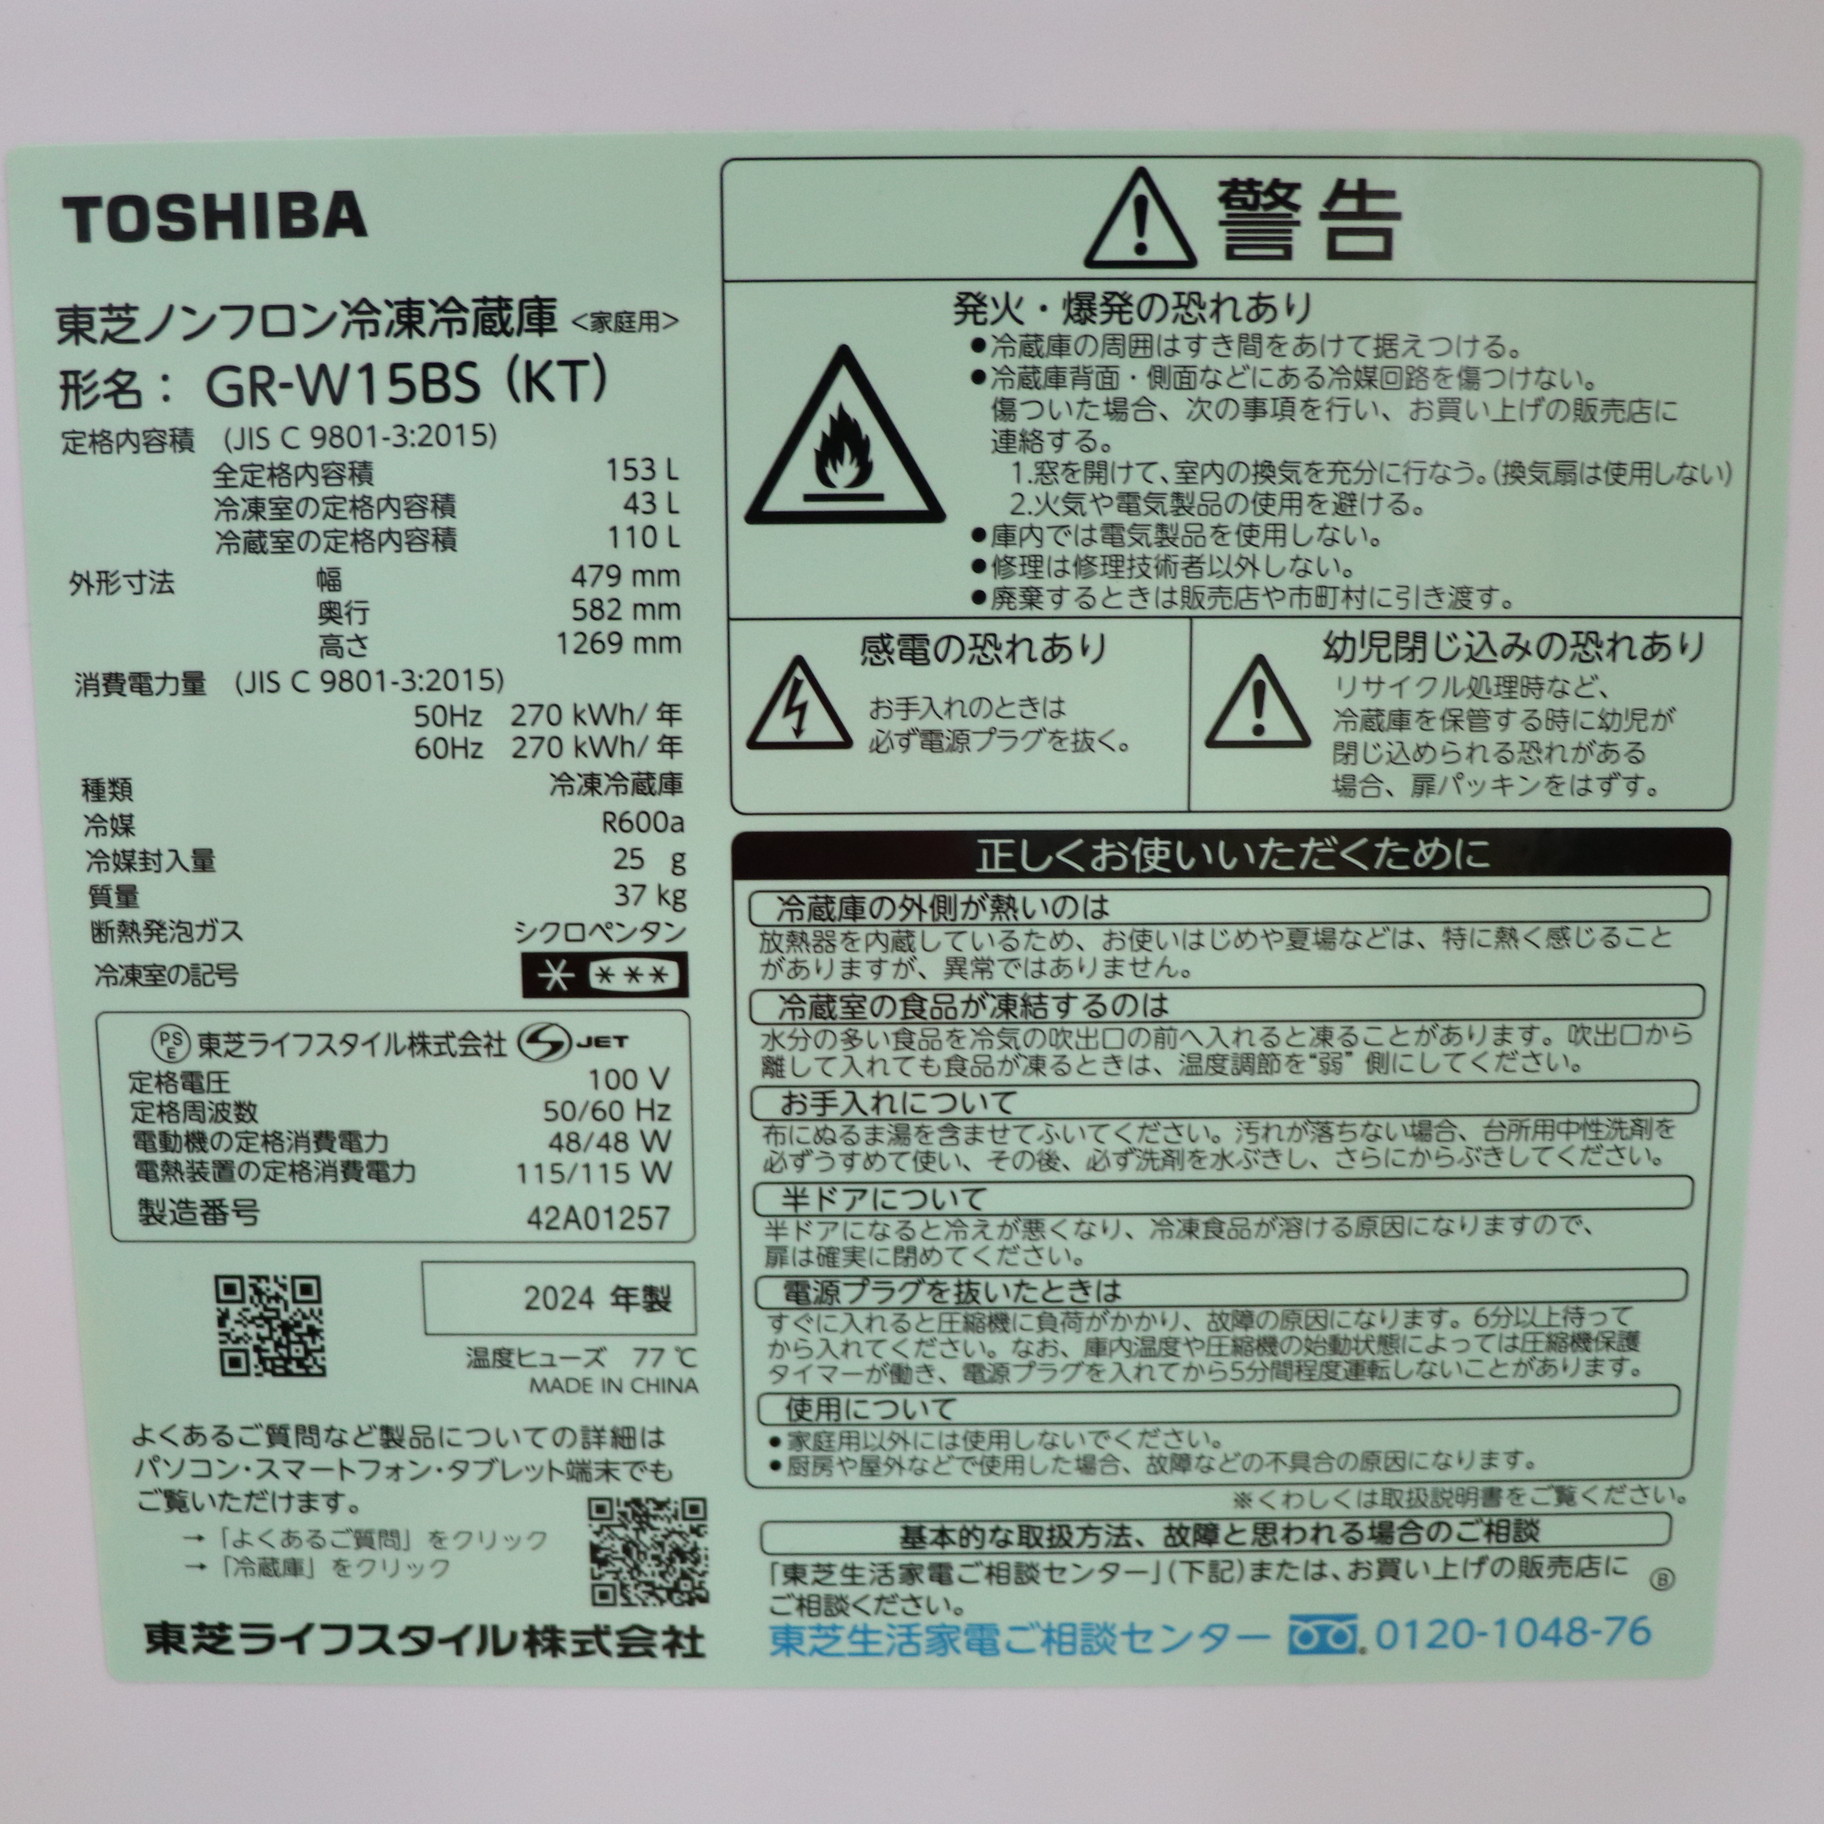 TOSHIBA
東芝ノンフロン冷凍冷蔵庫 <家庭用>
形名： GR-W15BS (KT)
定格内容積 (JIS C 9801-3:2015)
全定格内容積 153 L
冷凍室の定格内容積 43 L
冷蔵室の定格内容積 110 L
外形寸法 幅 479 mm
奥行 582 mm
高さ 1269 mm
消費電力量 (JIS C 9801-3:2015)
50Hz 270 kWh/年
60Hz 270 kWh/年
種類 冷凍冷蔵庫
冷媒 R600a
冷媒封入量 25 g
質量 37 kg
断熱発泡ガス シクロペンタン
冷凍室の記号 * ***
PS E 東芝ライフスタイル株式会社 S JET
定格電圧 100 V
定格周波数 50/60 Hz
電動機の定格消費電力 48/48 W
電熱装置の定格消費電力 115/115 W
製造番号 42A01257
2024 年製
温度ヒューズ 77 ℃
MADE IN CHINA
よくあるご質問など製品についての詳細は
パソコン・スマートフォン・タブレット端末でも
ご覧いただけます。
→「よくあるご質問」をクリック
→「冷蔵庫」をクリック
東芝ライフスタイル株式会社
警告
発火・爆発の恐れあり
●冷蔵庫の周囲はすき間をあけて据えつける。
●冷蔵庫背面・側面などにある冷媒回路を傷つけない。
傷ついた場合、次の事項を行い、お買い上げの販売店に
連絡する。
1.窓を開けて、室内の換気を充分に行なう。(換気扇は使用しない)
2.火気や電気製品の使用を避ける。
●庫内では電気製品を使用しない。
●修理は修理技術者以外しない。
●廃棄するときは販売店や市町村に引き渡す。
感電の恐れあり
お手入れのときは
必ず電源プラグを抜く。
幼児閉じ込みの恐れあり
リサイクル処理時など、
冷蔵庫を保管する時に幼児が
閉じ込められる恐れがある
場合、扉パッキンをはずす。
正しくお使いいただくために
冷蔵庫の外側が熱いのは
放熱器を内蔵しているため、お使いはじめや夏場などは、特に熱く感じること
がありますが、異常ではありません。
冷蔵室の食品が凍結するのは
水分の多い食品を冷気の吹出口の前へ入れると凍ることがあります。吹出口から
離して入れても食品が凍るときは、温度調節を“弱”側にしてください。
お手入れについて
布にぬるま湯を含ませてふいてください。汚れが落ちない場合、台所用中性洗剤を
必ずうすめて使い、その後、必ず洗剤を水ぶきし、さらにからぶきしてください。
半ドアについて
半ドアになると冷えが悪くなり、冷凍食品が溶ける原因になりますので、
扉は確実に閉めてください。
電源プラグを抜いたときは
すぐに入れると圧縮機に負荷がかかり、故障の原因になります。6分以上待って
から入れてください。なお、庫内温度や圧縮機の始動状態によっては圧縮機保護
タイマーが働き、電源プラグを入れてから5分間程度運転しないことがあります。
使用について
●家庭用以外には使用しないでください。
●厨房や屋外などで使用した場合、故障などの不具合の原因になります。
※くわしくは取扱説明書をご覧ください。
基本的な取扱方法、故障と思われる場合のご相談
「東芝生活家電ご相談センター」(下記)または、お買い上げの販売店に Ⓑ
ご相談ください。
東芝生活家電ご相談センター 0120-1048-76